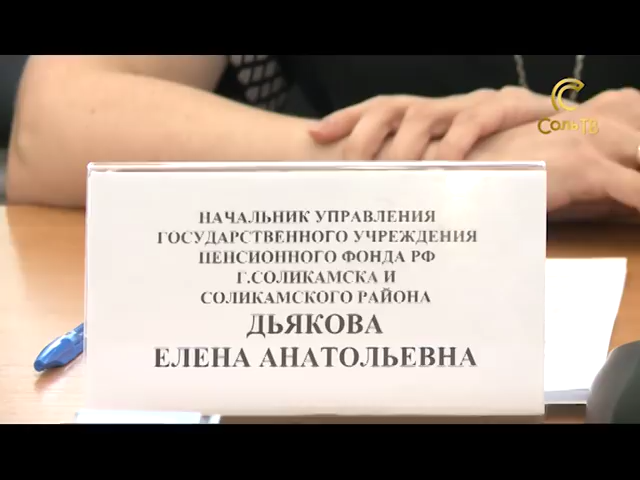 Соль ТВ
НАЧАЛЬНИК УПРАВЛЕНИЯ
ГОСУДАРСТВЕННОГО УЧРЕЖДЕНИЯ
ПЕНСИОННОГО ФОНДА РФ
Г.СОЛИКАМСКА И
СОЛИКАМСКОГО РАЙОНА
ДЬЯКОВА
ЕЛЕНА АНАТОЛЬЕВНА